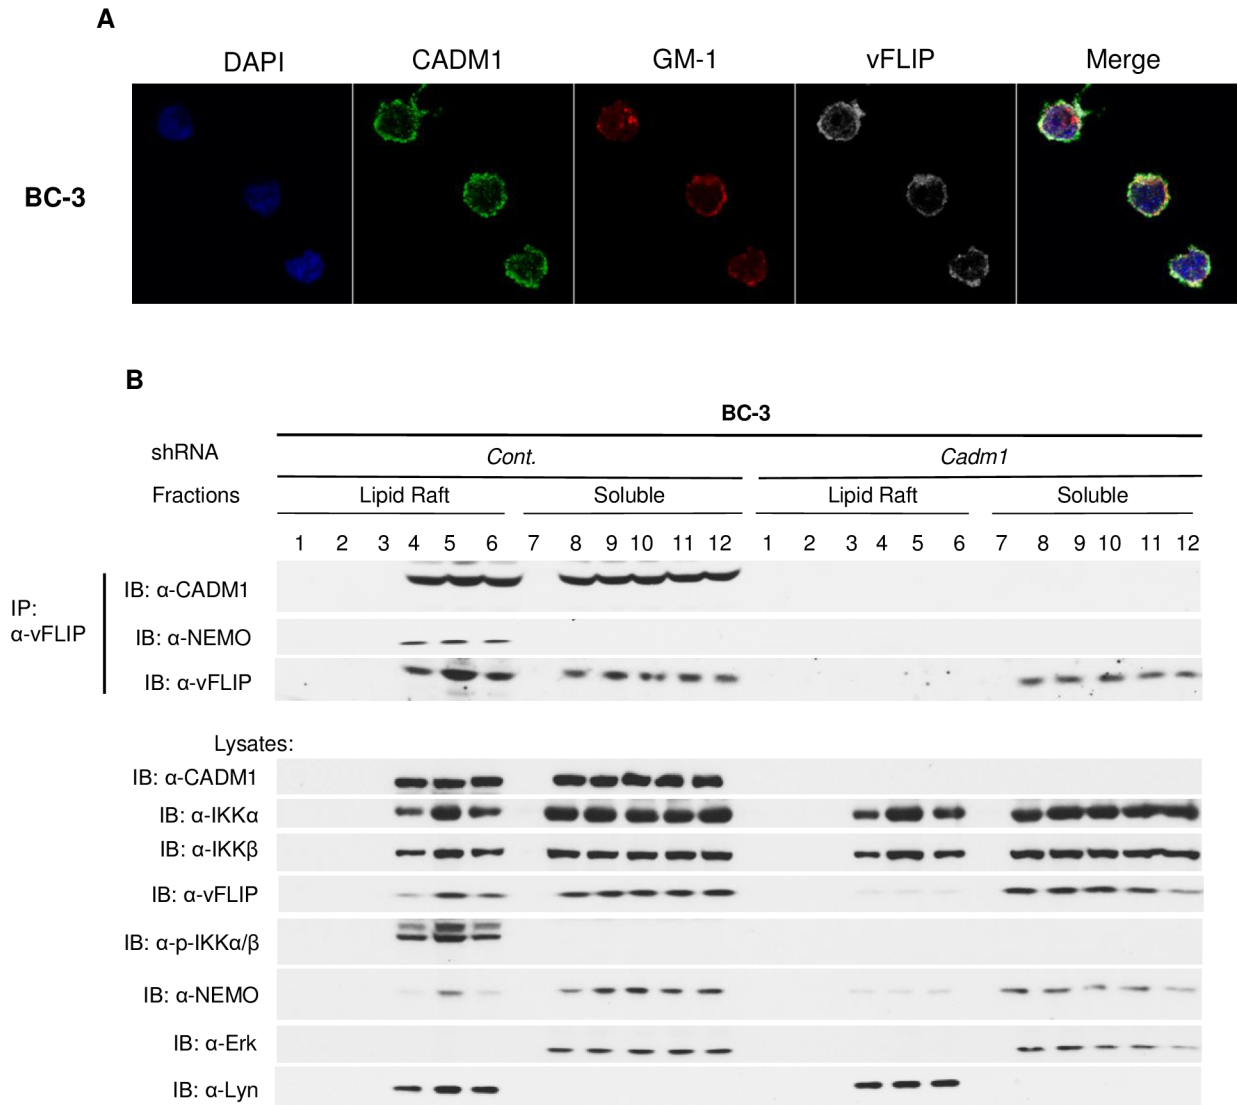 A
DAPI CADM1 GM-1 vFLIP Merge
BC-3
B
BC-3
shRNA Cont. Cadm1
Fractions Lipid Raft Soluble Lipid Raft Soluble
1 2 3 4 5 6 7 8 9 10 11 12 1 2 3 4 5 6 7 8 9 10 11 12
IP:
α-vFLIP
IB: α-CADM1
IB: α-NEMO
IB: α-vFLIP
Lysates:
IB: α-CADM1
IB: α-IKKα
IB: α-IKKβ
IB: α-vFLIP
IB: α-p-IKKα/β
IB: α-NEMO
IB: α-Erk
IB: α-Lyn